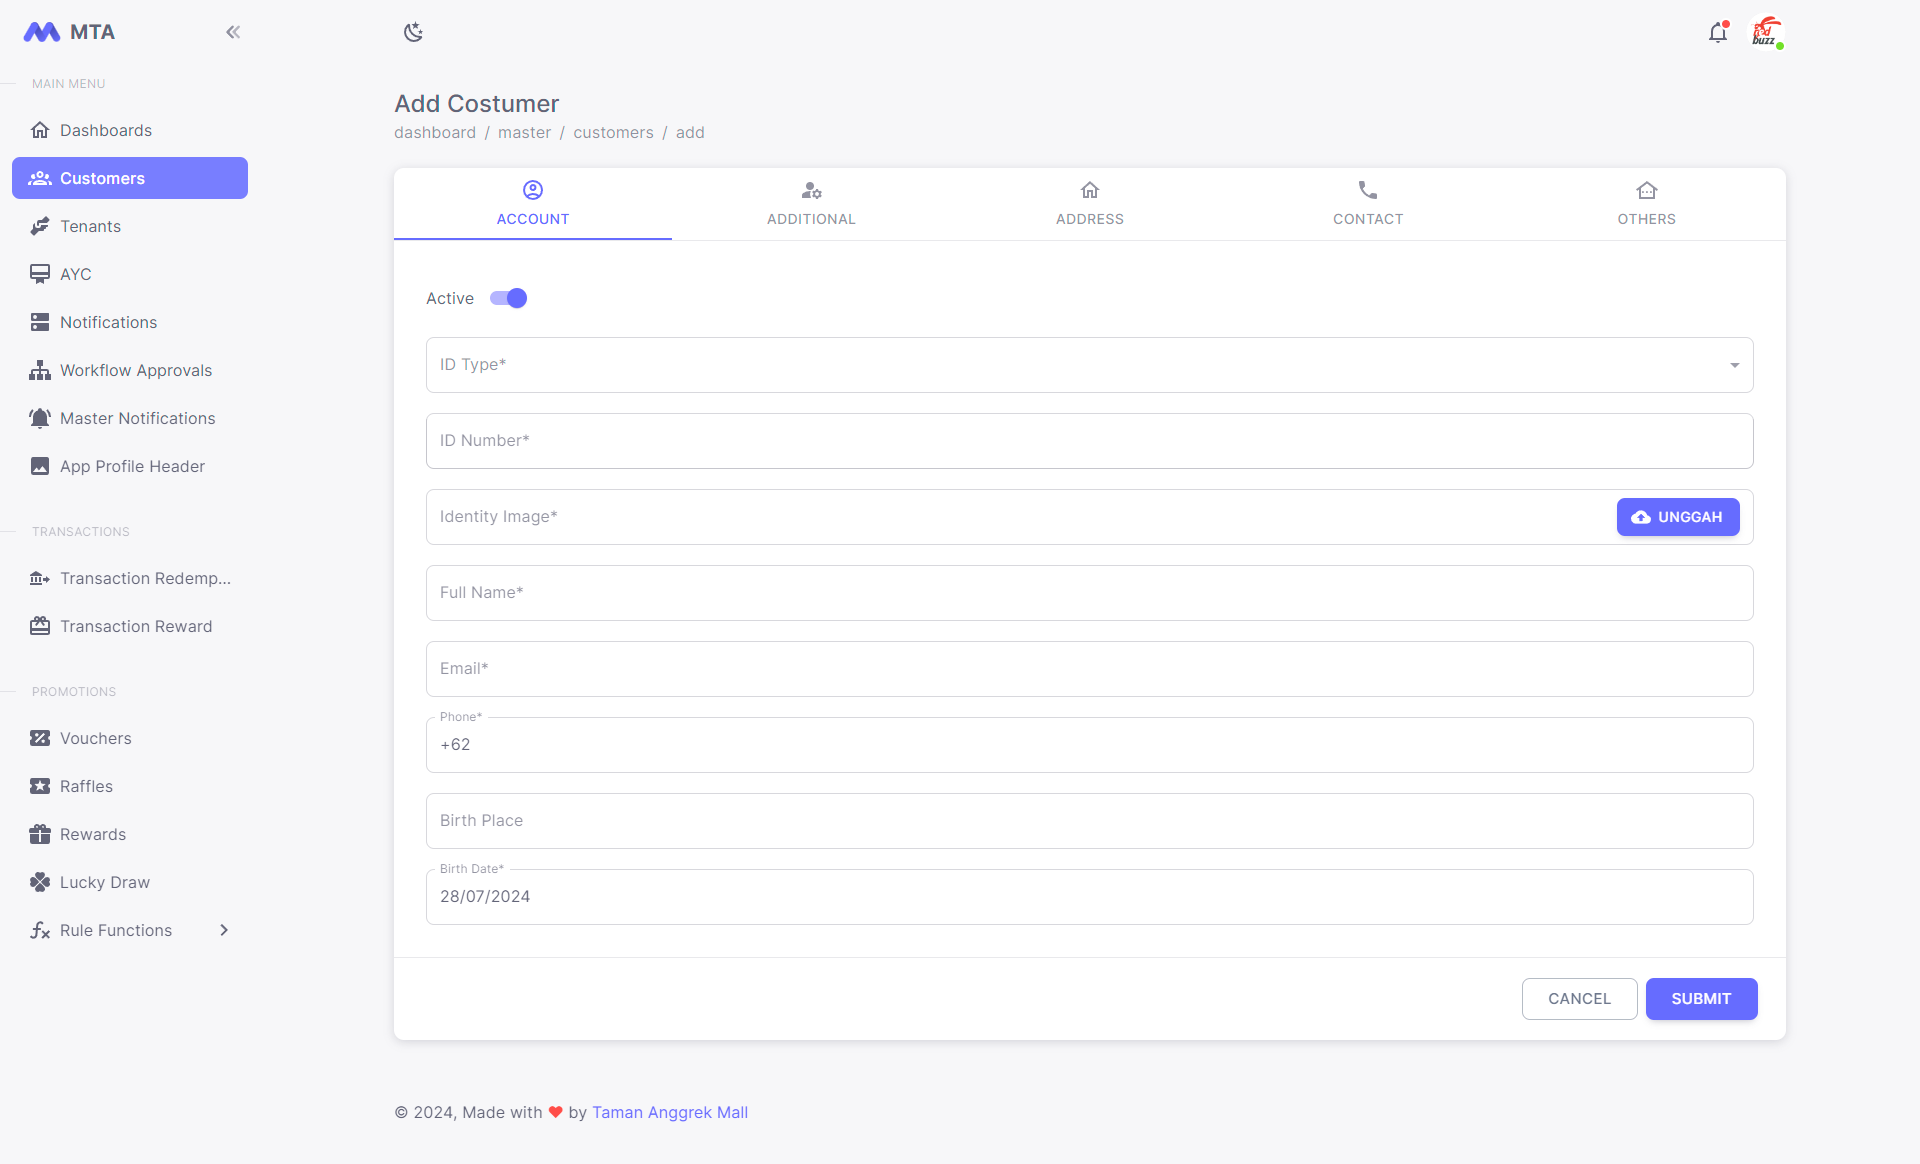 MTA
MAIN MENU
Dashboards
Customers
Tenants
AYC
Notifications
Workflow Approvals
Master Notifications
App Profile Header
TRANSACTIONS
Transaction Redemp...
Transaction Reward
PROMOTIONS
Vouchers
Raffles
Rewards
Lucky Draw
Rule Functions
buzz
Add Costumer
dashboard / master / customers / add
ACCOUNT
ADDITIONAL
ADDRESS
CONTACT
OTHERS
Active
ID Type*
ID Number*
Identity Image*
UNGGAH
Full Name*
Email*
Phone*
+62
Birth Place
Birth Date*
28/07/2024
CANCEL
SUBMIT
© 2024, Made with ❤ by Taman Anggrek Mall